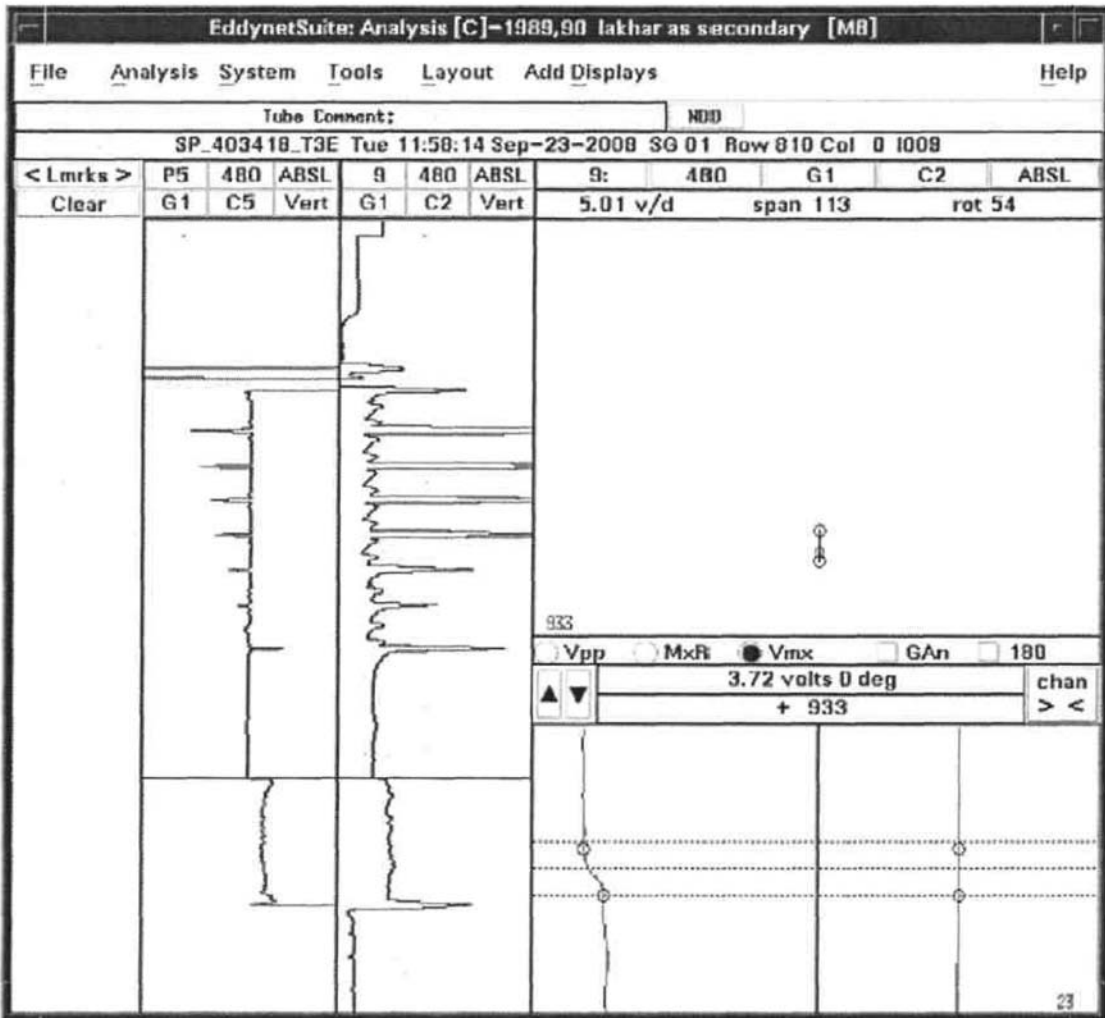 EddynetSuite: Analysis [C]-1989,90 lakhar as secondary [MB]
File Analysis System Tools Layout Add Displays Help
Tube Comment: NDD
SP_403418_T3E Tue 11:58:14 Sep-23-2008 SG 01 Row 810 Col 0 I008
< Lmrks > P5 480 ABSL 9 480 ABSL 9: 480 G1 C2 ABSL
Clear G1 C5 Vert G1 C2 Vert 5.01 v/d span 113 rot 54
933
Vpp MxR Vmx GAn 180
3.72 volts 0 deg chan
+ 933 > <
23